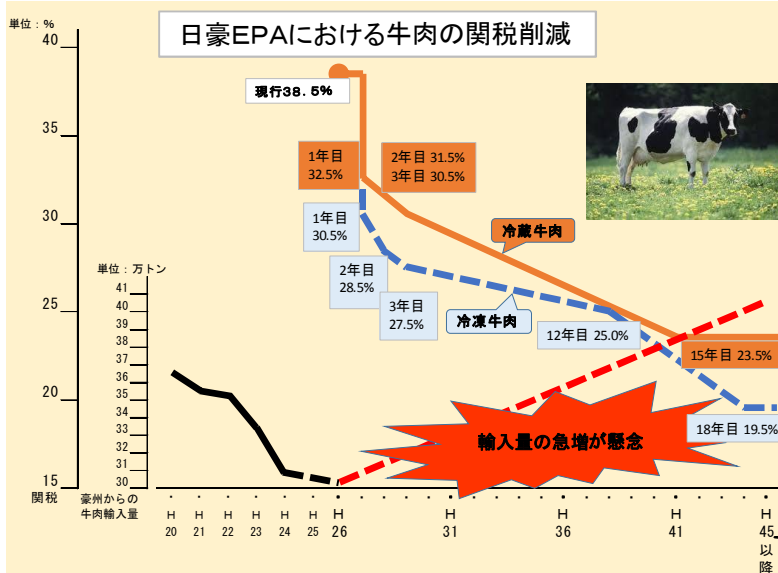 単位：%
日豪EPAにおける牛肉の関税削減
40
現行38.5%
35
1年目
32.5%
2年目 31.5%
3年目 30.5%
30
1年目
30.5%
冷蔵牛肉
単位：万トン
2年目
28.5%
41
40
39
38
37
36
35
34
33
32
31
30
25
3年目
27.5%
冷凍牛肉
12年目 25.0%
15年目 23.5%
20
18年目 19.5%
輸入量の急増が懸念
15
関税
豪州からの
牛肉輸入量
H
20
H
21
H
22
H
23
H
24
H
25
H
26
H
31
H
36
H
41
H
45
以
降